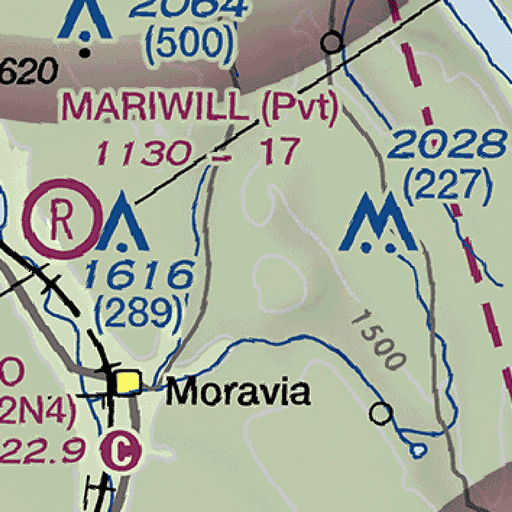 2064
(500)
620
MARIWILL (Pvt)
1130 - 17
2028
(227)
R
1616
(289)
1500
O
2N4)
Moravia
22.9 C